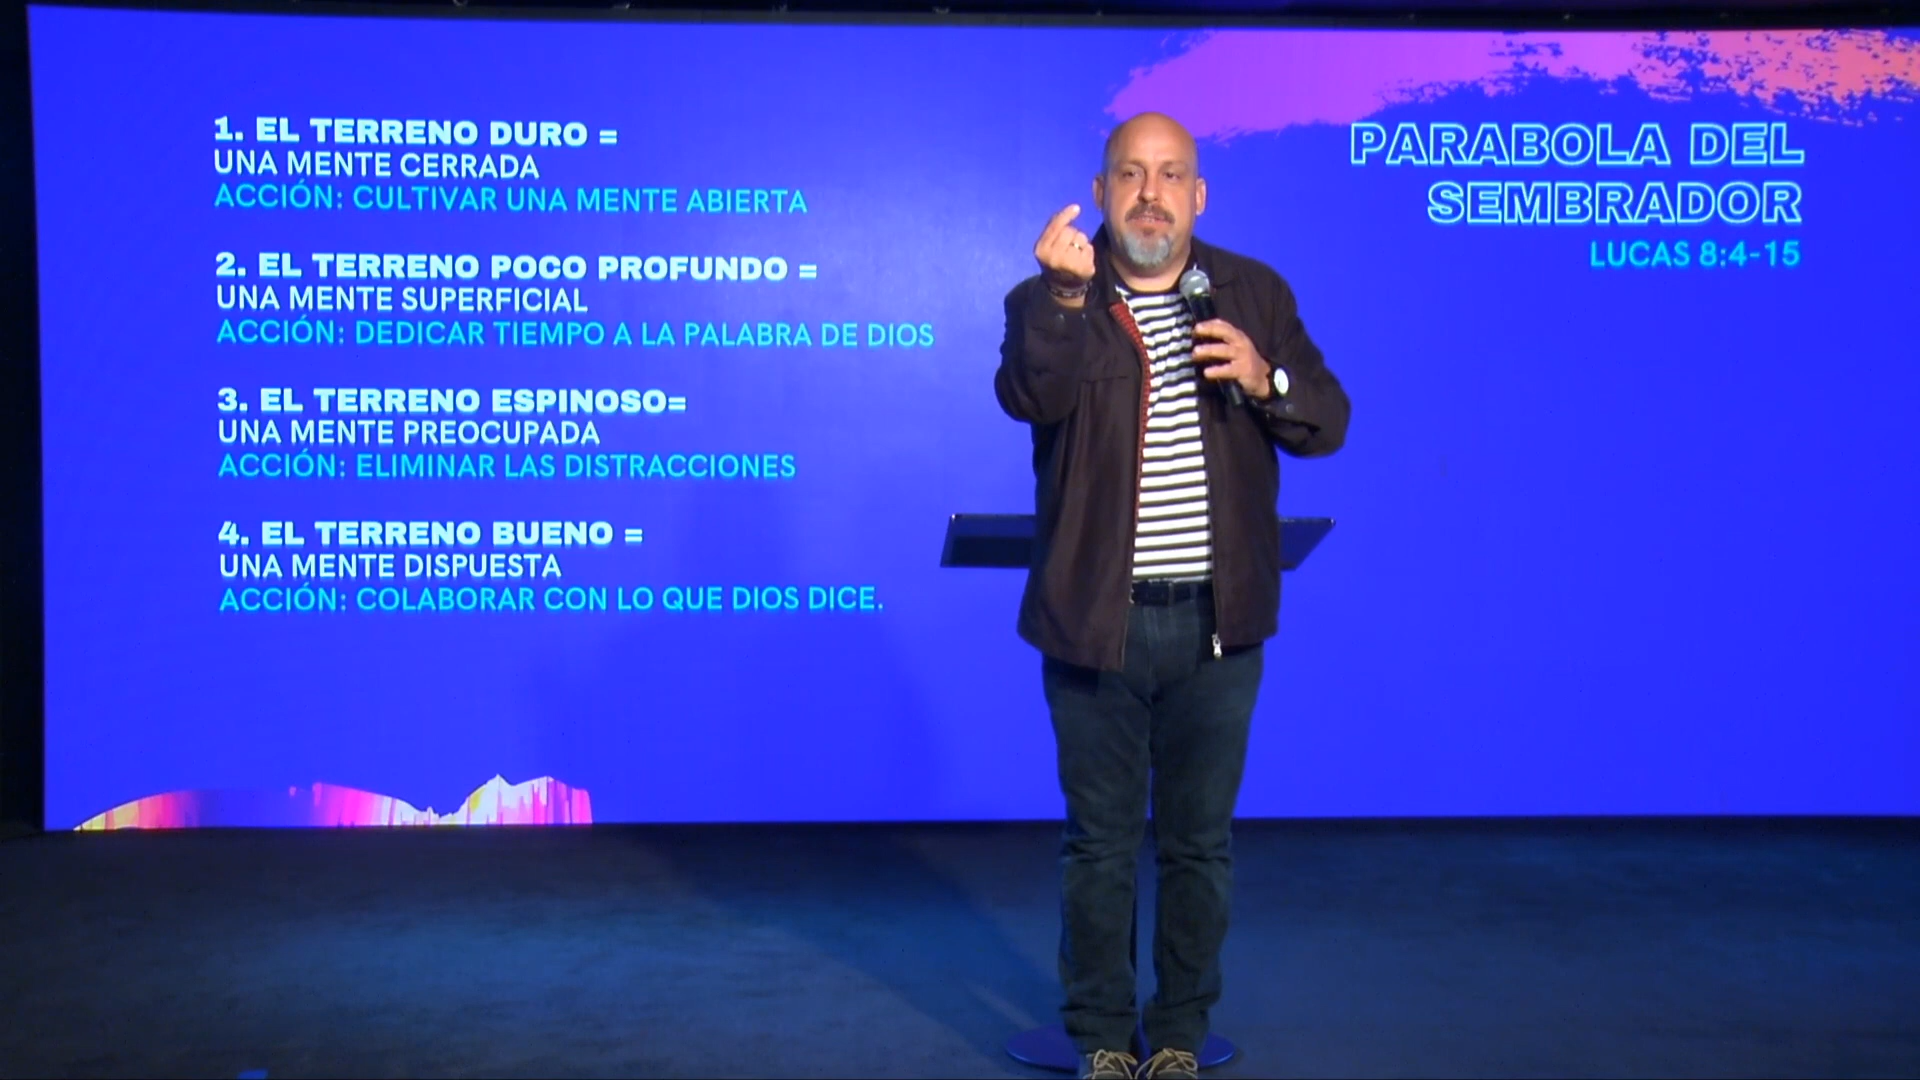 1. EL TERRENO DURO =
UNA MENTE CERRADA
ACCIÓN: CULTIVAR UNA MENTE ABIERTA
2. EL TERRENO POCO PROFUNDO =
UNA MENTE SUPERFICIAL
ACCIÓN: DEDICAR TIEMPO A LA PALABRA DE DIOS
3. EL TERRENO ESPINOSO=
UNA MENTE PREOCUPADA
ACCIÓN: ELIMINAR LAS DISTRACCIONES
4. EL TERRENO BUENO =
UNA MENTE DISPUESTA
ACCIÓN: COLABORAR CON LO QUE DIOS DICE.
PARABOLA DEL
SEMBRADOR
LUCAS 8:4-15